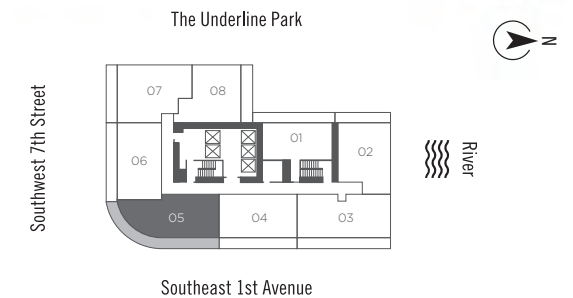 The Underline Park
N
Southwest 7th Street
07
08
01
02
06
River
05
04
03
Southeast 1st Avenue